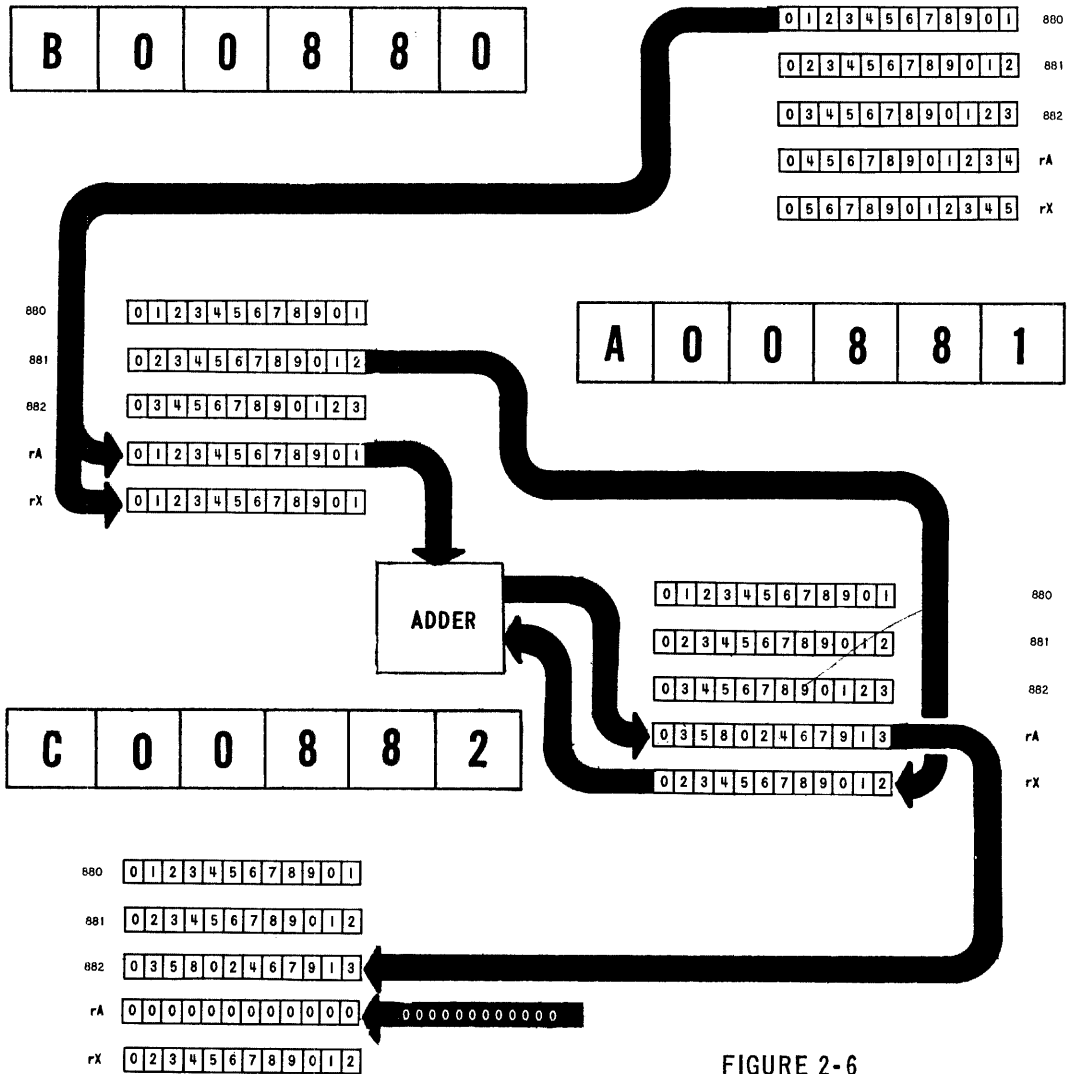 B 0 0 8 8 0
0 1 2 3 4 5 6 7 8 9 0 1 880
0 2 3 4 5 6 7 8 9 0 1 2 881
0 3 4 5 6 7 8 9 0 1 2 3 882
0 4 5 6 7 8 9 0 1 2 3 4 rA
0 5 6 7 8 9 0 1 2 3 4 5 rX
880 0 1 2 3 4 5 6 7 8 9 0 1
881 0 2 3 4 5 6 7 8 9 0 1 2
882 0 3 4 5 6 7 8 9 0 1 2 3
rA 0 1 2 3 4 5 6 7 8 9 0 1
rX 0 1 2 3 4 5 6 7 8 9 0 1
A 0 0 8 8 1
ADDER
0 1 2 3 4 5 6 7 8 9 0 1 880
0 2 3 4 5 6 7 8 9 0 1 2 881
0 3 4 5 6 7 8 9 0 1 2 3 882
0 3 5 8 0 2 4 6 7 9 1 3 rA
0 2 3 4 5 6 7 8 9 0 1 2 rX
C 0 0 8 8 2
880 0 1 2 3 4 5 6 7 8 9 0 1
881 0 2 3 4 5 6 7 8 9 0 1 2
882 0 3 5 8 0 2 4 6 7 9 1 3
rA 0 0 0 0 0 0 0 0 0 0 0 0 0 0 0 0 0 0 0 0 0 0 0 0
rX 0 2 3 4 5 6 7 8 9 0 1 2
FIGURE 2-6